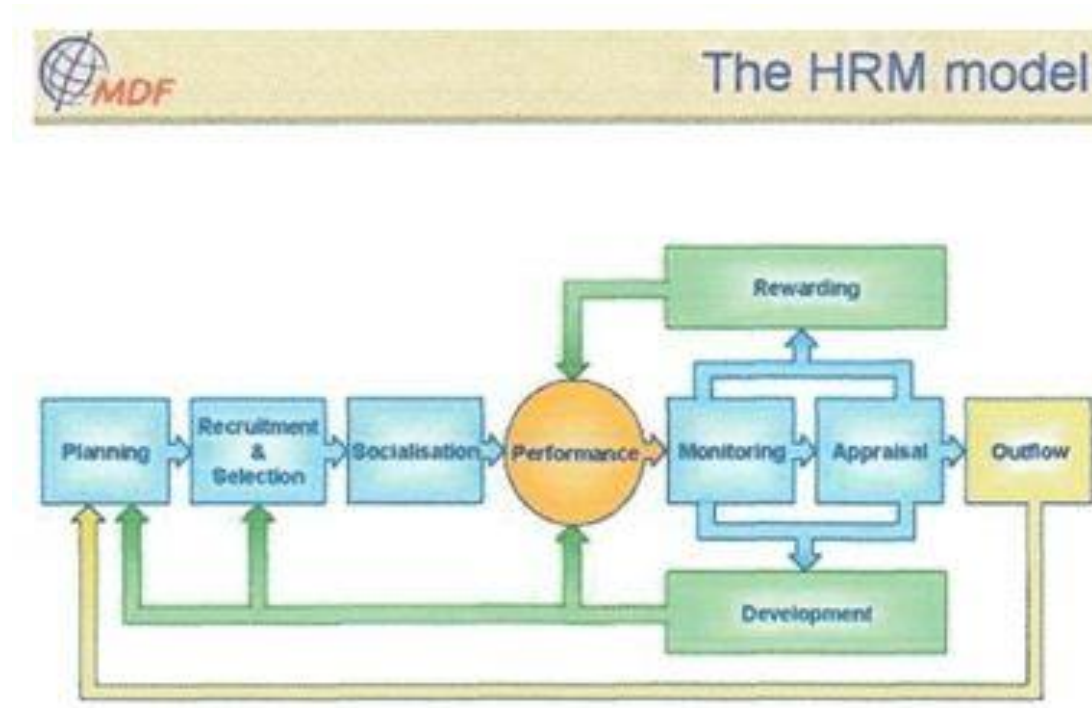 MDF
The HRM model
Rewarding
Planning
Recruitment
&
Selection
Socialisation
Performance
Monitoring
Appraisal
Outflow
Development